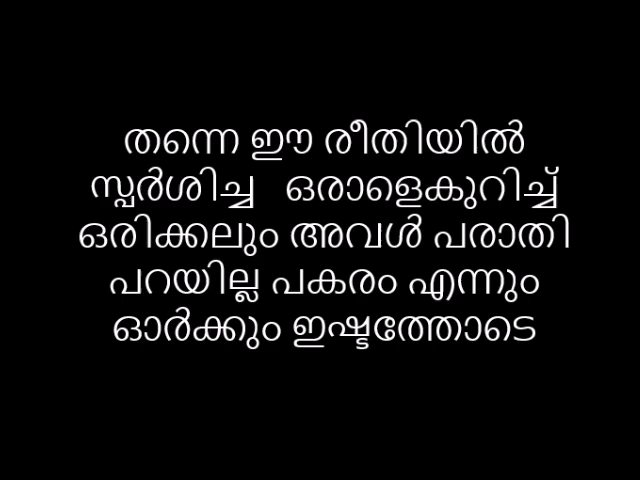 തന്നെ ഈ രീതിയിൽ
സ്പർശിച്ച ഒരാളെകുറിച്ച്
ഒരിക്കലും അവൾ പരാതി
പറയില്ല പകരം എന്നും
ഓർക്കും ഇഷ്ടത്തോടെ